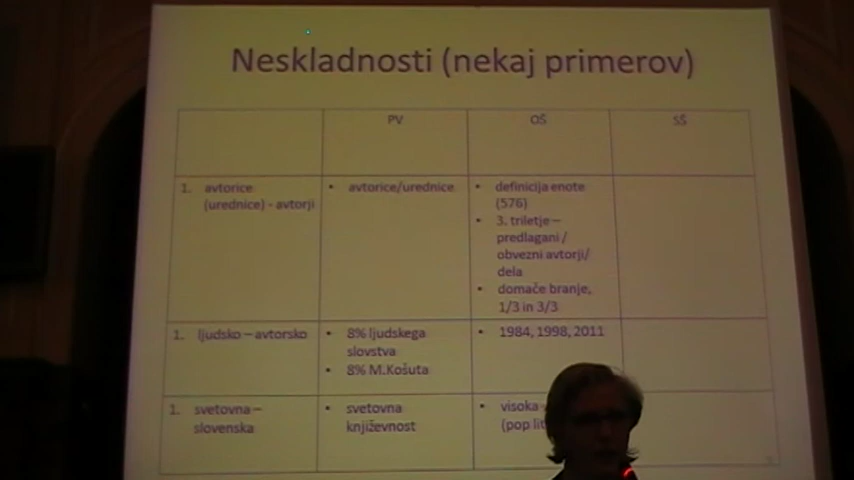 Neskladnosti (nekaj primerov)
PV
OŠ
SŠ
1. avtorice
(urednice) - avtorji
• avtorice/urednice
• definicija enote
(576)
• 3. triletje –
predlagani /
obvezni avtorji/
dela
• domače branje,
1/3 in 3/3
1. ljudsko – avtorsko
• 8% ljudskega
slovstva
• 8% M.Košuta
• 1984, 1998, 2011
1. svetovna –
slovenska
• svetovna
književnost
• visoka
(pop lit